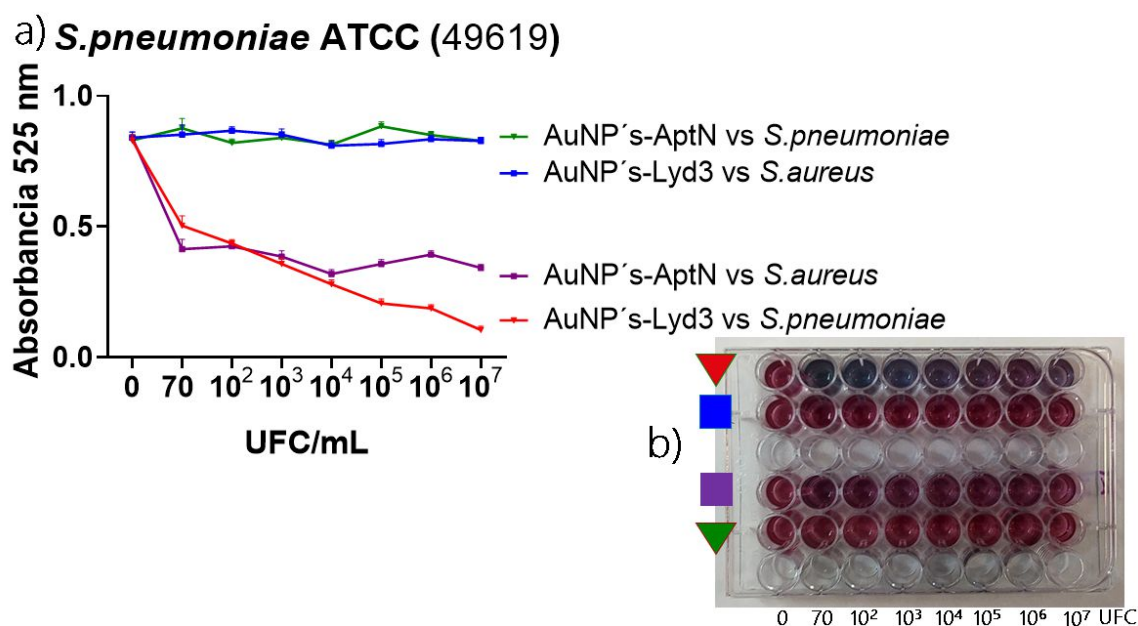 a) S.pneumoniae ATCC (49619)
Absorbancia 525 nm
1.0
0.5
0.0
0 70 10² 10³ 10⁴ 10⁵ 10⁶ 10⁷
UFC/mL
AuNP´s-AptN vs S.pneumoniae
AuNP´s-Lyd3 vs S.aureus
AuNP´s-AptN vs S.aureus
AuNP´s-Lyd3 vs S.pneumoniae
b)
0 70 10² 10³ 10⁴ 10⁵ 10⁶ 10⁷ UFC